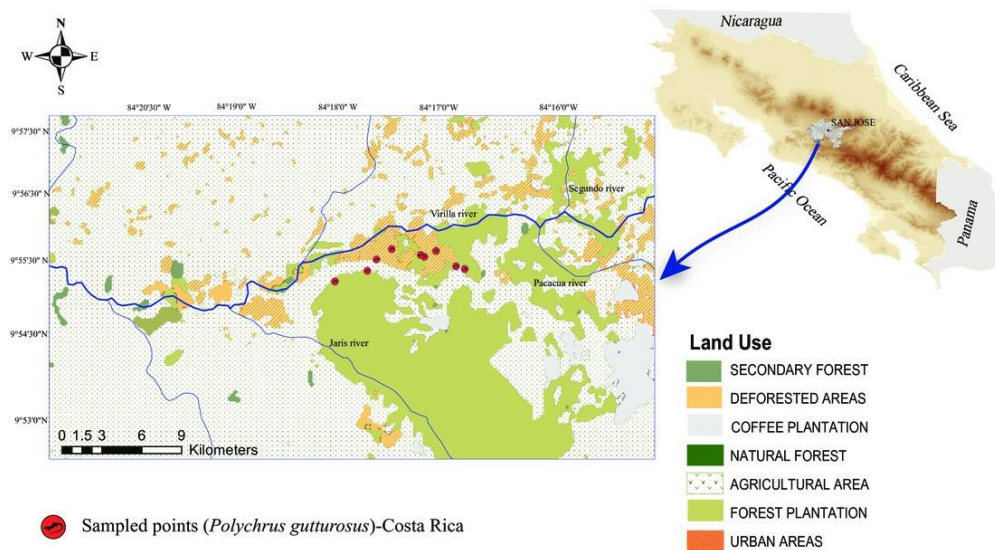 N
W E
S
Nicaragua
Caribbean Sea
SAN JOSE
Pacific Ocean
Panama
84°20,30"W 84°19,0"W 84°18'0"W 84°17,0"W 84°16'0"W
9°57,30"N
9°56,30"N
9°55,30"N
9°54,30"N
9°53,0"N
Segundo river
Virilla river
Pacacua river
Jaris river
0 1.5 3 6 9
Kilometers
Land Use
SECONDARY FOREST
DEFORESTED AREAS
COFFEE PLANTATION
NATURAL FOREST
AGRICULTURAL AREA
FOREST PLANTATION
URBAN AREAS
Sampled points (Polychrus gutturosus)-Costa Rica